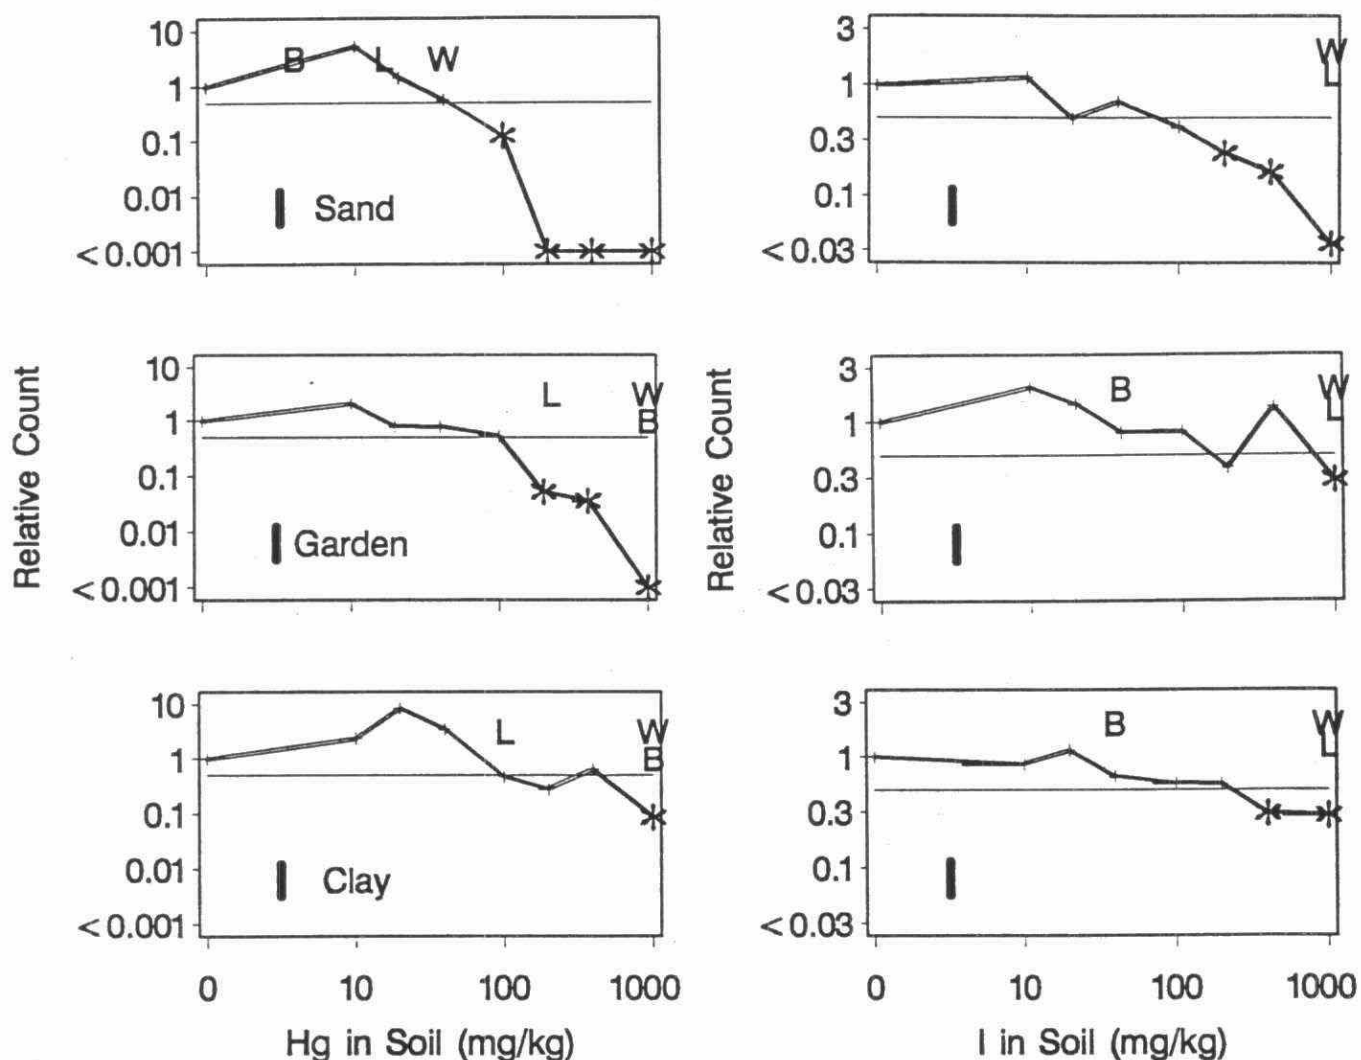 10
1
0.1
0.01
<0.001
B L W
Sand
3
1
0.3
0.1
<0.03
W
L
Relative Count
10
1
0.1
0.01
<0.001
L W
B
Garden
Relative Count
3
1
0.3
0.1
<0.03
B W
L
10
1
0.1
0.01
<0.001
L W
B
Clay
0 10 100 1000
Hg in Soil (mg/kg)
3
1
0.3
0.1
<0.03
B W
L
0 10 100 1000
I in Soil (mg/kg)